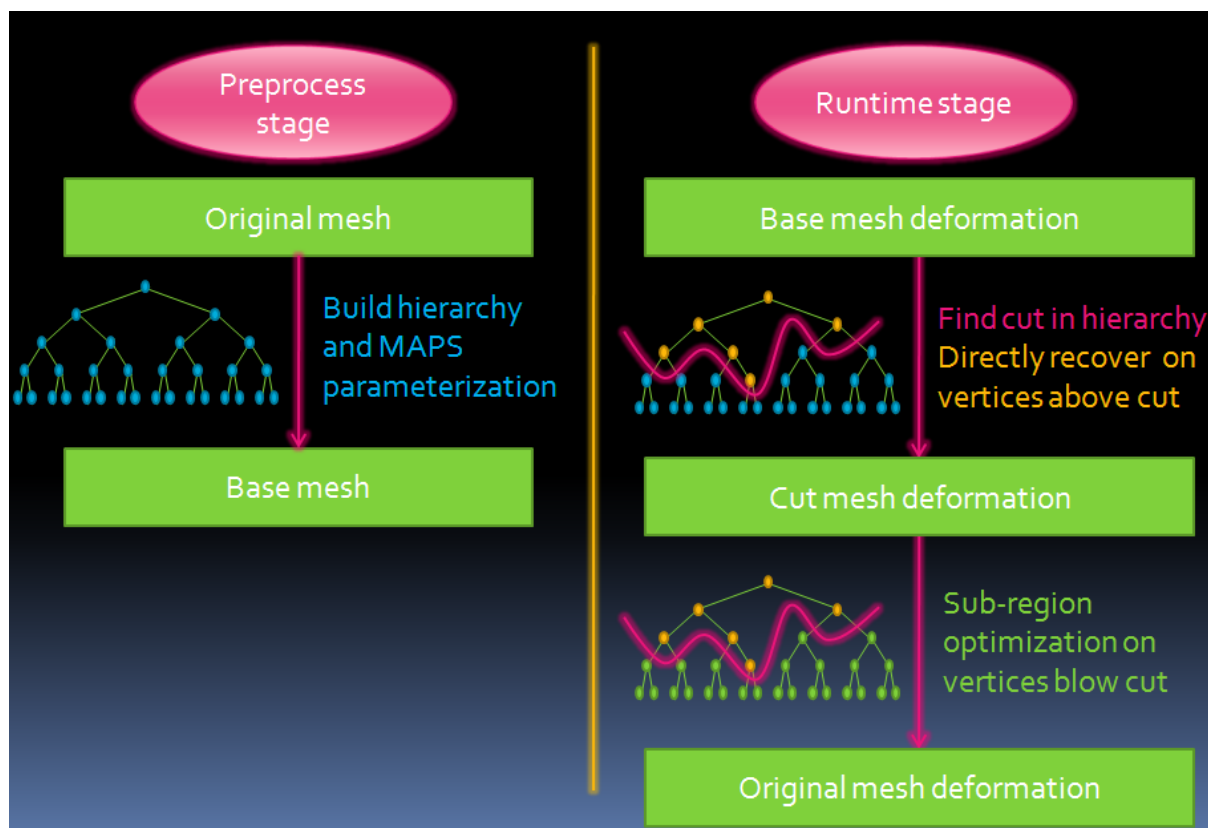 Preprocess
stage
Original mesh
Build hierarchy
and MAPS
parameterization
Base mesh
Runtime stage
Base mesh deformation
Find cut in hierarchy
Directly recover on
vertices above cut
Cut mesh deformation
Sub-region
optimization on
vertices blow cut
Original mesh deformation